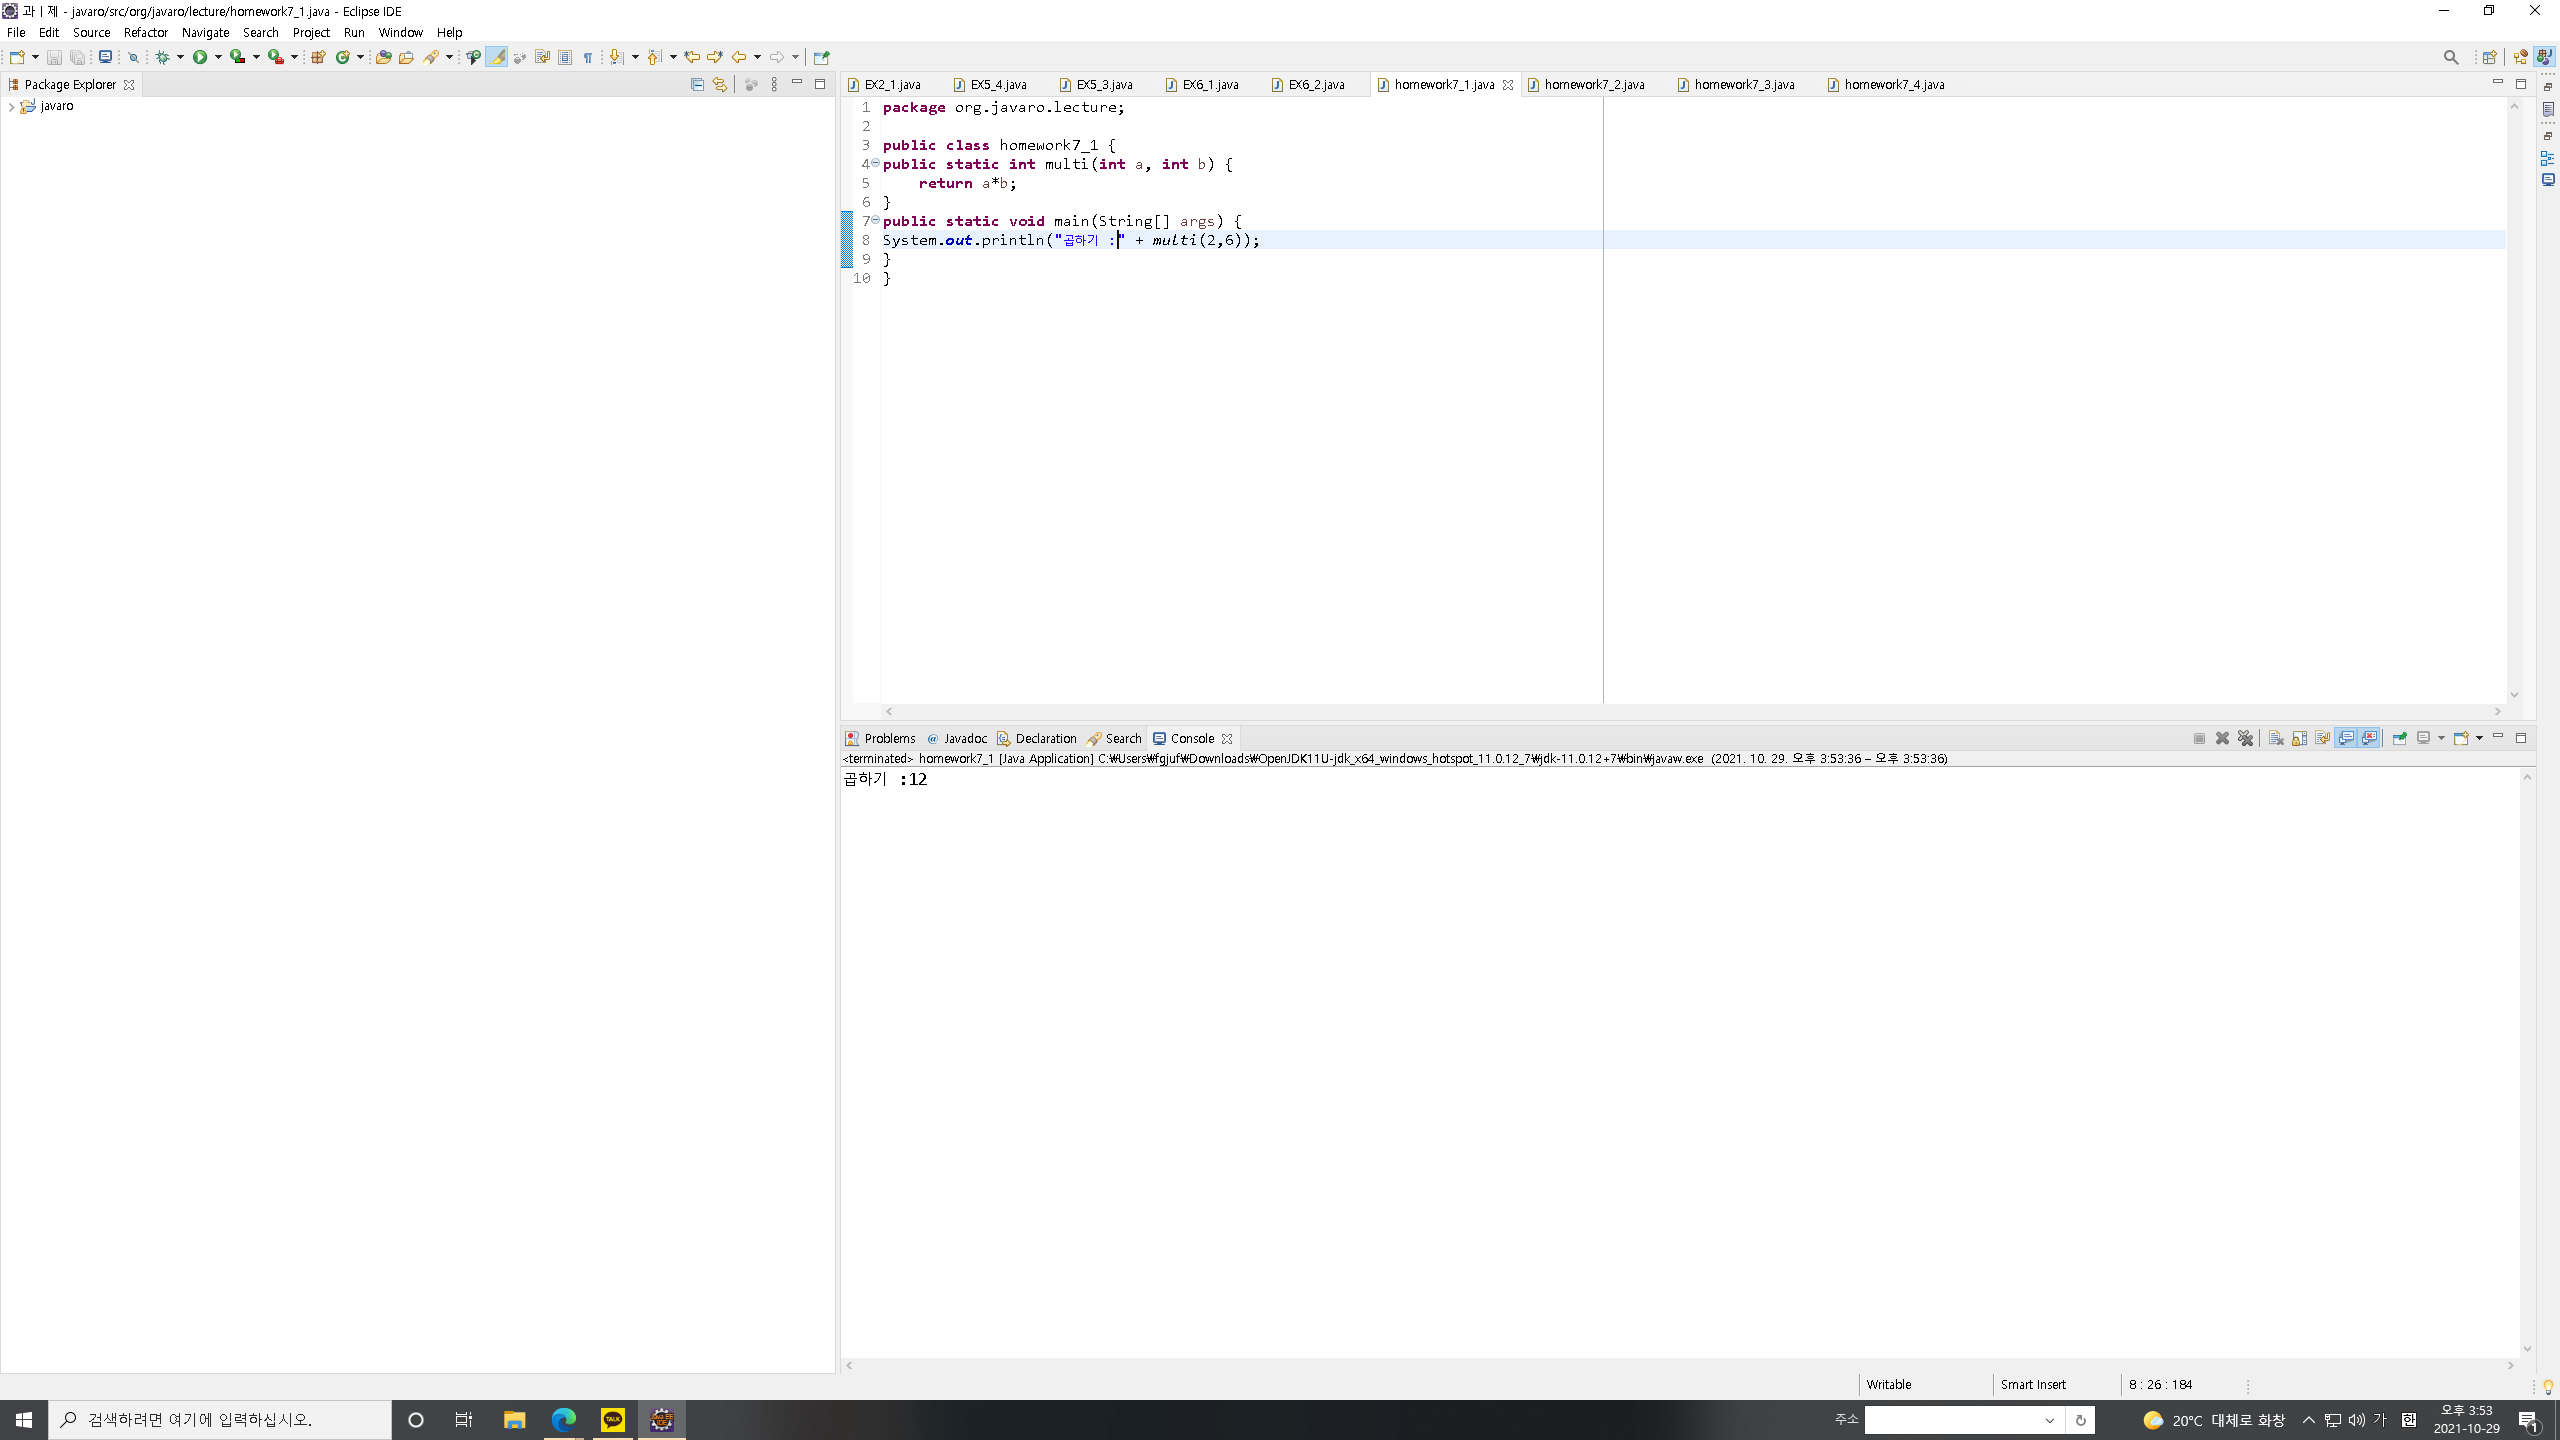 과ㅣ제 - javaro/src/org/javaro/lecture/homework7_1.java - Eclipse IDE
File Edit Source Refactor Navigate Search Project Run Window Help
Package Explorer
javaro
EX2_1.java EX5_4.java EX5_3.java EX6_1.java EX6_2.java homework7_1.java homework7_2.java homework7_3.java homework7_4.java
1 package org.javaro.lecture;
2
3 public class homework7_1 {
4 public static int multi(int a, int b) {
5 return a*b;
6 }
7 public static void main(String[] args) {
8 System.out.println("곱하기 :" + multi(2,6));
9 }
10 }
Problems Javadoc Declaration Search Console
<terminated> homework7_1 [Java Application] C:₩Users₩fgjuf₩Downloads₩OpenJDK11U-jdk_x64_windows_hotspot_11.0.12_7₩jdk-11.0.12+7₩bin₩javaw.exe (2021. 10. 29. 오후 3:53:36 – 오후 3:53:36)
곱하기 :12
Writable Smart Insert 8 : 26 : 184
검색하려면 여기에 입력하십시오.
TALK
주소
20°C 대체로 화창
가
오후 3:53
2021-10-29
1